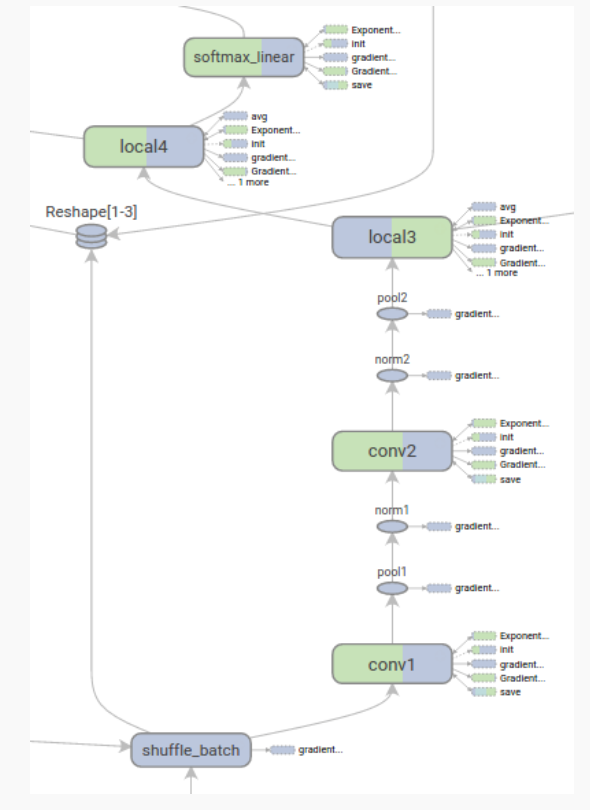 softmax_linear
Exponent...
init
gradient...
Gradient...
save
local4
avg
Exponent...
init
gradient...
Gradient...
... 1 more
Reshape[1-3]
local3
avg
Exponent...
init
gradient...
Gradient...
... 1 more
pool2
gradient...
norm2
gradient...
conv2
Exponent...
init
gradient...
Gradient...
save
norm1
gradient...
pool1
gradient...
conv1
Exponent...
init
gradient...
Gradient...
save
shuffle_batch
gradient...